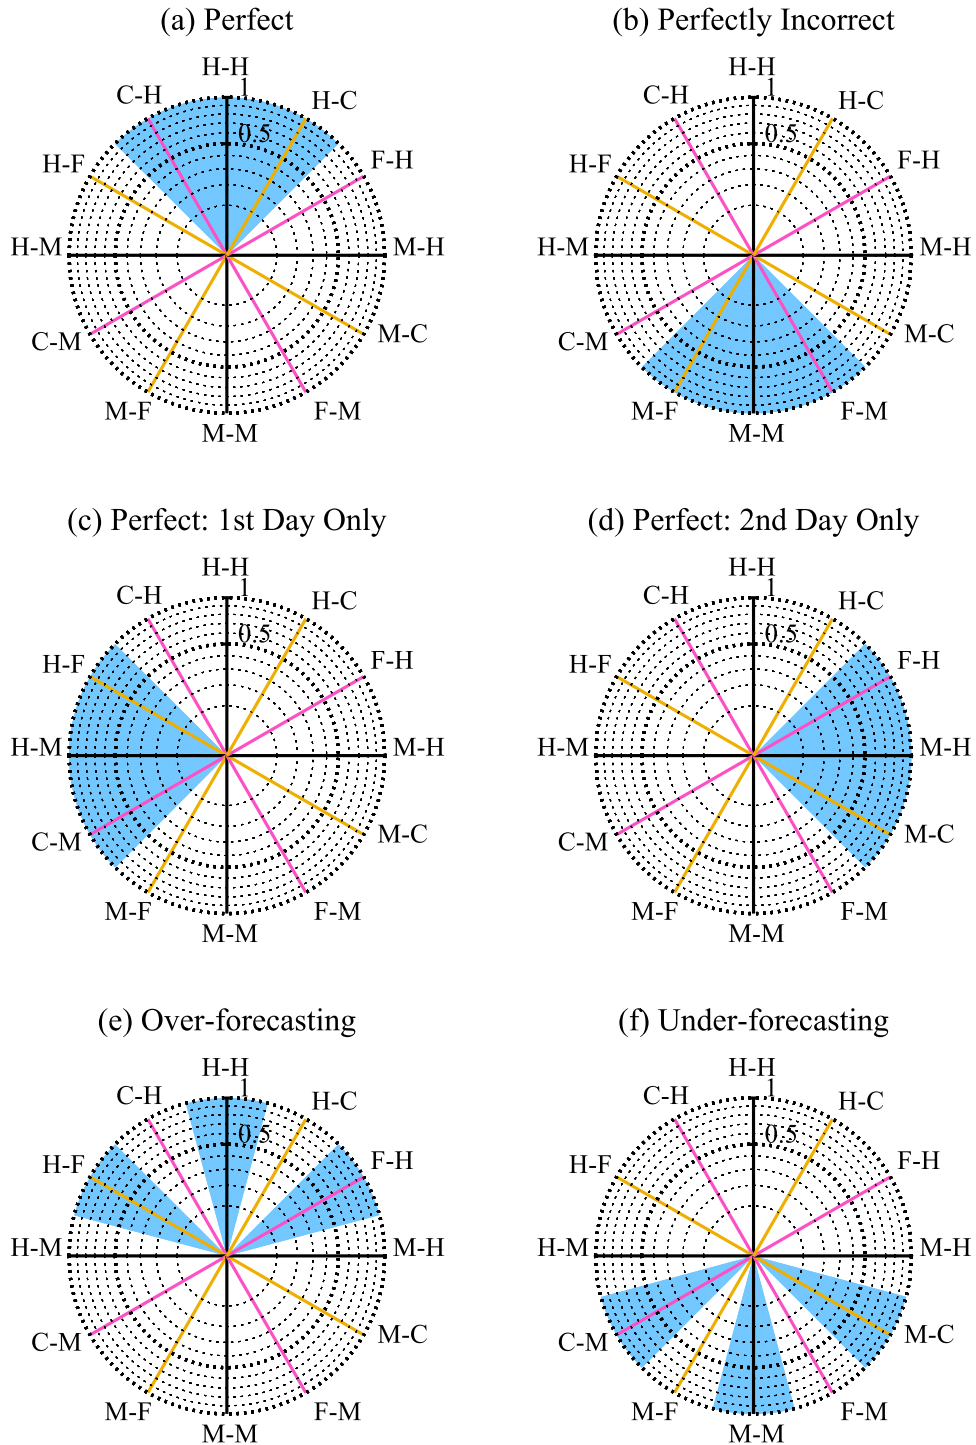 (a) Perfect
H-H
1
C-H
H-C
0.5
H-F
F-H
H-M
M-H
C-M
M-C
M-F
F-M
M-M
(b) Perfectly Incorrect
H-H
1
C-H
H-C
0.5
H-F
F-H
H-M
M-H
C-M
M-C
M-F
F-M
M-M
(c) Perfect: 1st Day Only
H-H
1
C-H
H-C
0.5
H-F
F-H
H-M
M-H
C-M
M-C
M-F
F-M
M-M
(d) Perfect: 2nd Day Only
H-H
1
C-H
H-C
0.5
H-F
F-H
H-M
M-H
C-M
M-C
M-F
F-M
M-M
(e) Over-forecasting
H-H
1
C-H
H-C
0.5
H-F
F-H
H-M
M-H
C-M
M-C
M-F
F-M
M-M
(f) Under-forecasting
H-H
1
C-H
H-C
0.5
H-F
F-H
H-M
M-H
C-M
M-C
M-F
F-M
M-M